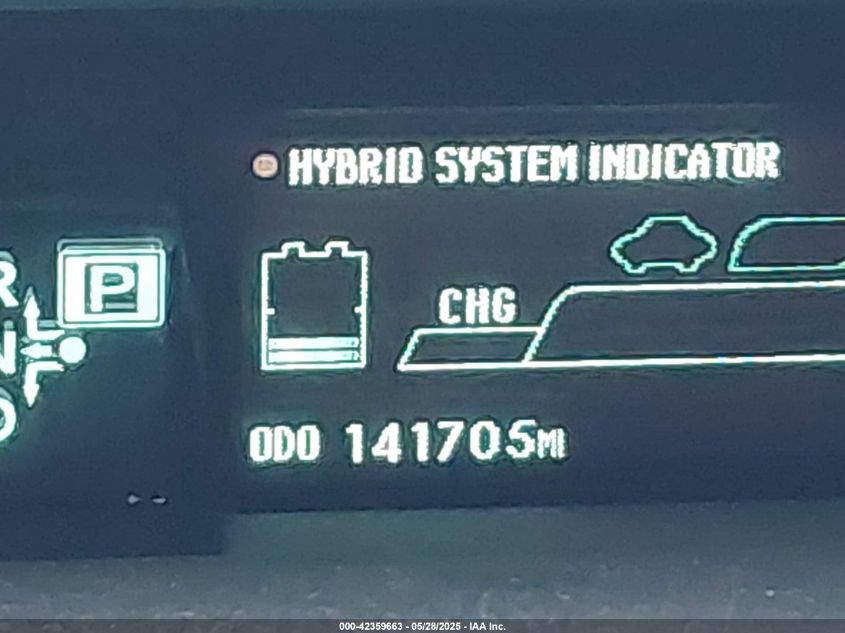 HYBRID SYSTEM INDICATOR
R
P
N
D
CHG
ODO 141705MI
000-42359663 - 05/28/2025 - IAA Inc.